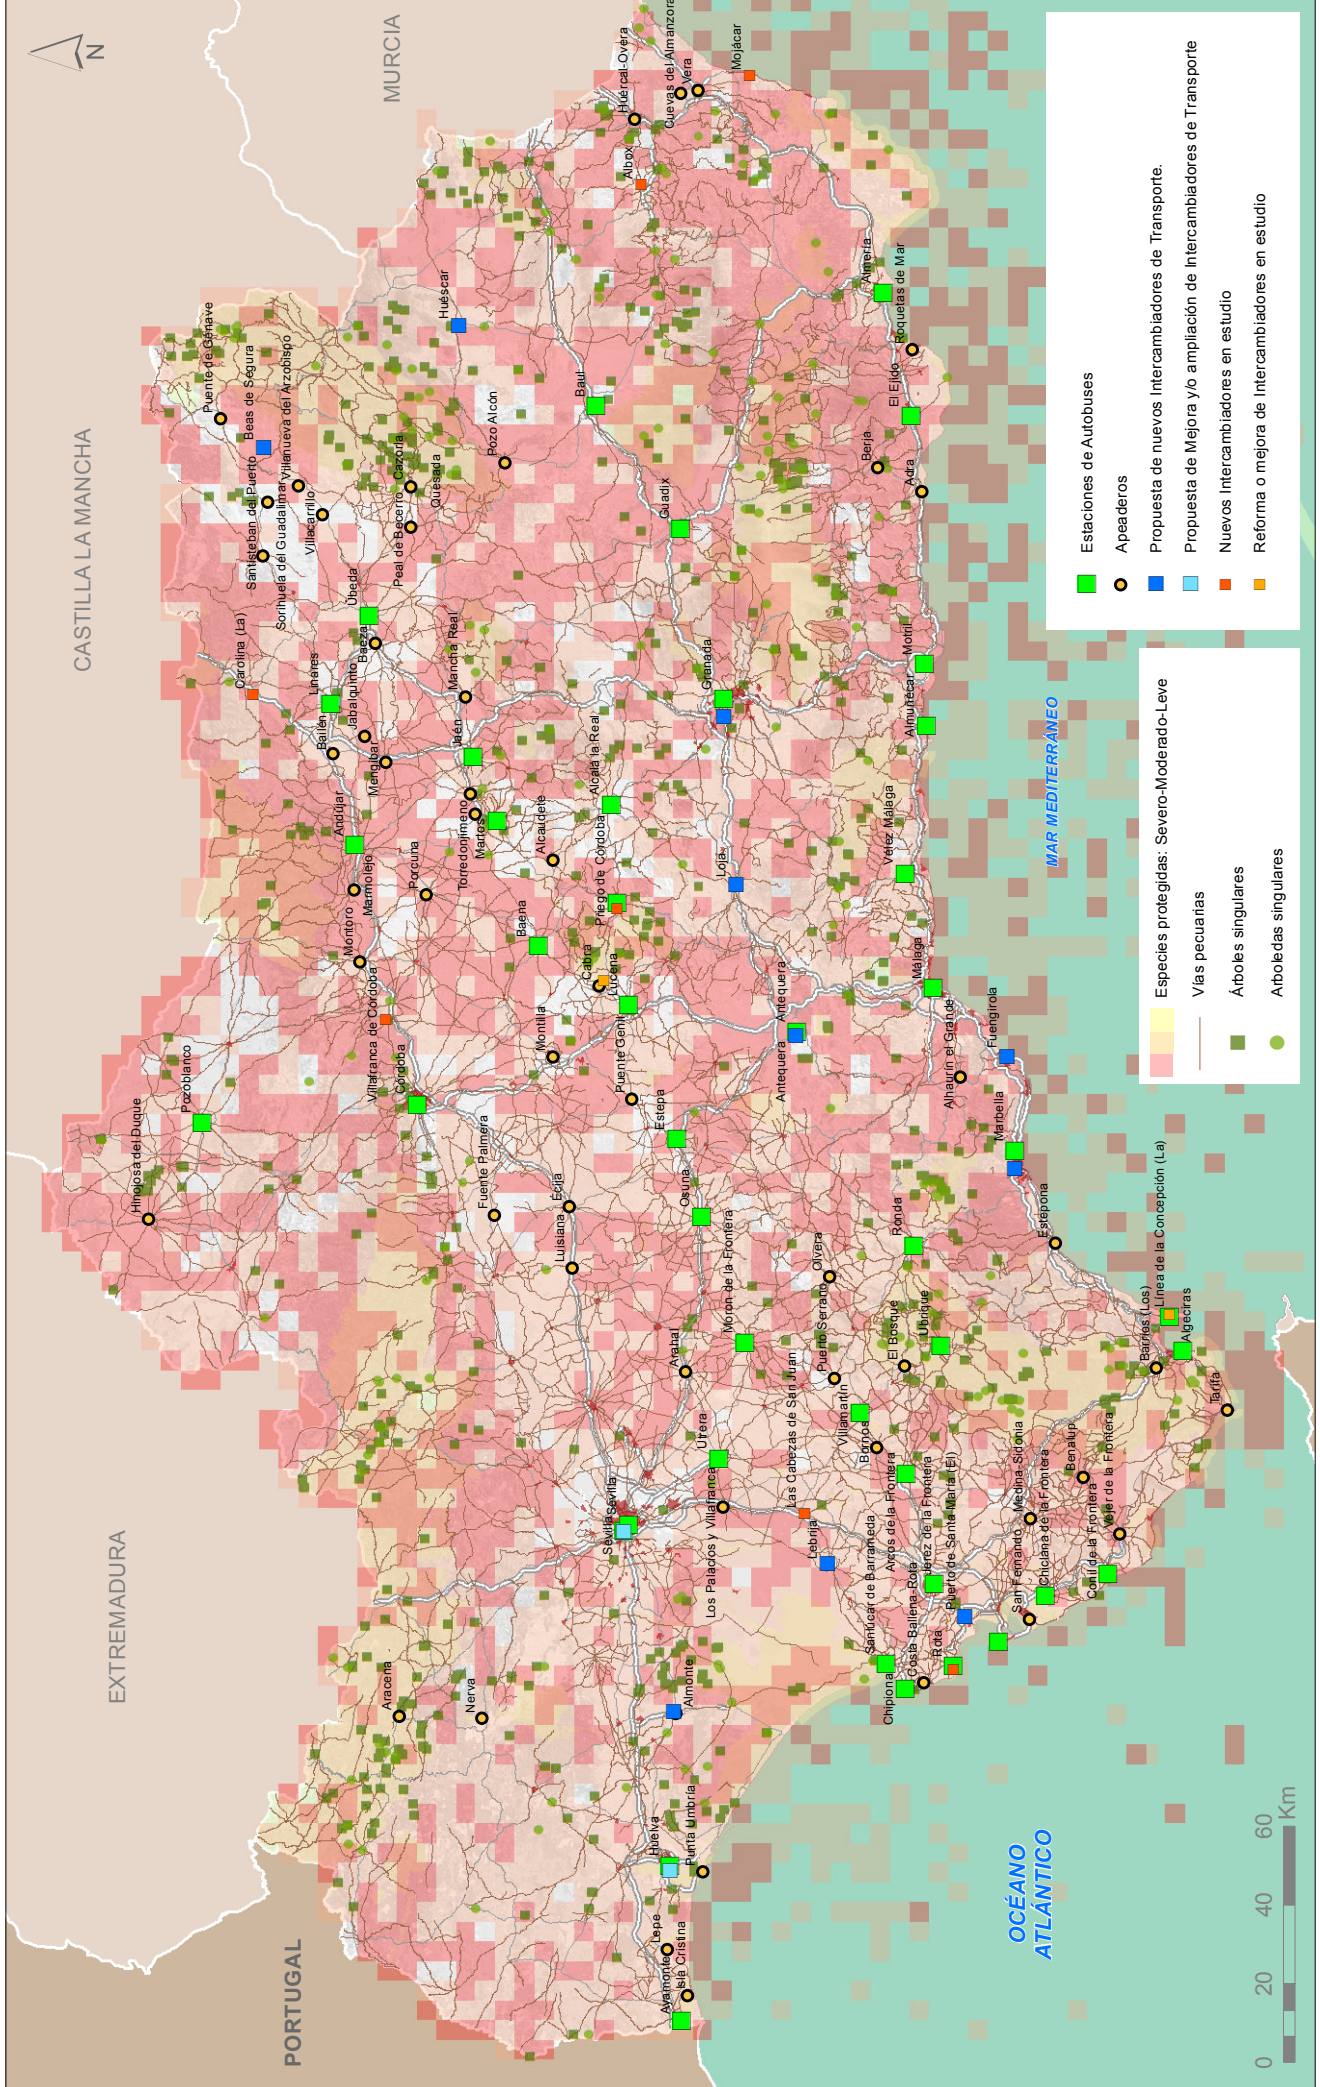 N
CASTILLA LA MANCHA
MURCIA
EXTREMADURA
PORTUGAL
OCÉANO
ATLÁNTICO
MAR MEDITERRÁNEO
Hinojosa del Duque
Pozoblanco
Villafranca de Córdoba
Córdoba
Montoro
Marmolejo
Andújar
Bailén
Linares
Carolina (La)
Jabalquinto
Mengíbar
Baeza
Úbeda
Santisteban del Puerto
Sorihuela del Guadalimar
Villacarrillo
Villanueva del Arzobispo
Beas de Segura
Puente de Génave
Peal de Becerro
Cazorla
Quesada
Pozo Alcón
Huéscar
Mancha Real
Jaén
Torredonjimeno
Martos
Porcuna
Alcaudete
Alcalá la Real
Priego de Córdoba
Baena
Cabra
Lucena
Montilla
Puente Genil
Fuente Palmera
Écija
Luisiana
Estepa
Osuna
Aracena
Nerva
Sevilla
Sevilla
Arahal
Morón de la Frontera
Utrera
Los Palacios y Villafranca
Las Cabezas de San Juan
Lebrija
Almonte
Huelva
Punta Umbría
Lepe
Ayamonte
Isla Cristina
Baul
Guadix
Granada
Loja
Antequera
Antequera
Albox
Huércal-Overa
Cuevas del Almanzora
Vera
Mojácar
Almería
Roquetas de Mar
El Ejido
Berja
Adra
Motril
Almuñécar
Vélez Málaga
Málaga
Alhaurín el Grande
Fuengirola
Marbella
Estepona
Ronda
Olvera
Puerto Serrano
Villamartín
Bornos
El Bosque
Ubrique
Arcos de la Frontera
Jerez de la Frontera
Puerto de Santa María (El)
Sanlúcar de Barrameda
Costa Ballena-Rota
Chipiona
Rota
San Fernando
Medina-Sidonia
Chiclana de la Frontera
Benalup
Conil de la Frontera
Vejer de la Frontera
Barrios (Los)
Línea de la Concepción (La)
Algeciras
Tarifa
Especies protegidas: Severo-Moderado-Leve
Vías pecuarias
Árboles singulares
Arboledas singulares
Estaciones de Autobuses
Apeaderos
Propuesta de nuevos Intercambiadores de Transporte.
Propuesta de Mejora y/o ampliación de Intercambiadores de Transporte
Nuevos Intercambiadores en estudio
Reforma o mejora de Intercambiadores en estudio
0 20 40 60
Km